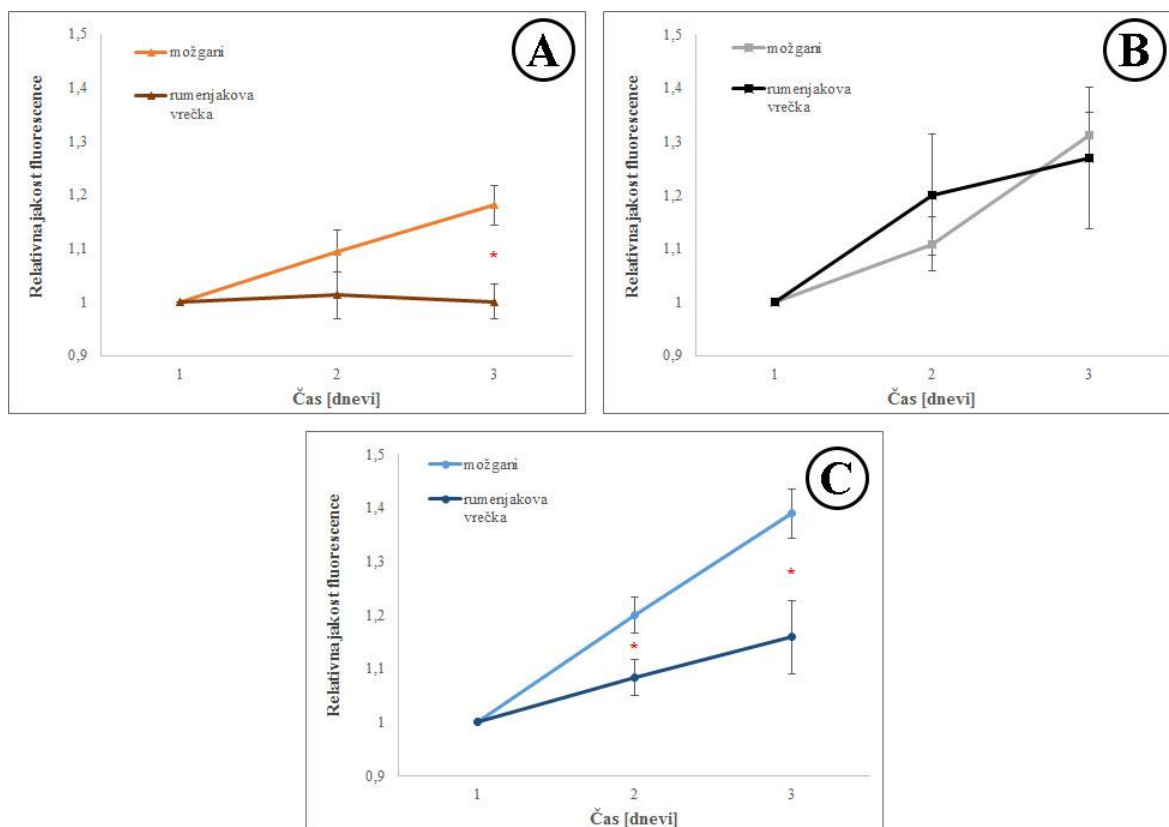 A
1,5
1,4
1,3
1,2
1,1
1
0,9
Relativna jakost fluorescence
možgani
rumenjakova
vrečka
*
1 2 3
Čas [dnevi]
B
1,5
1,4
1,3
1,2
1,1
1
0,9
Relativna jakost fluorescence
možgani
rumenjakova
vrečka
1 2 3
Čas [dnevi]
C
1,5
1,4
1,3
1,2
1,1
1
0,9
Relativna jakost fluorescence
možgani
rumenjakova
vrečka
*
*
1 2 3
Čas [dnevi]